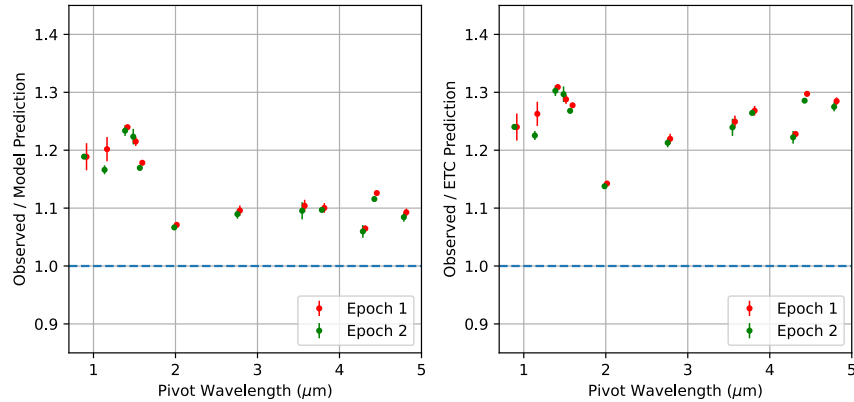 1.4
1.3
1.2
1.1
1.0
0.9
Observed / Model Prediction
1 2 3 4 5
Pivot Wavelength (μm)
Epoch 1
Epoch 2
1.4
1.3
1.2
1.1
1.0
0.9
Observed / ETC Prediction
1 2 3 4 5
Pivot Wavelength (μm)
Epoch 1
Epoch 2